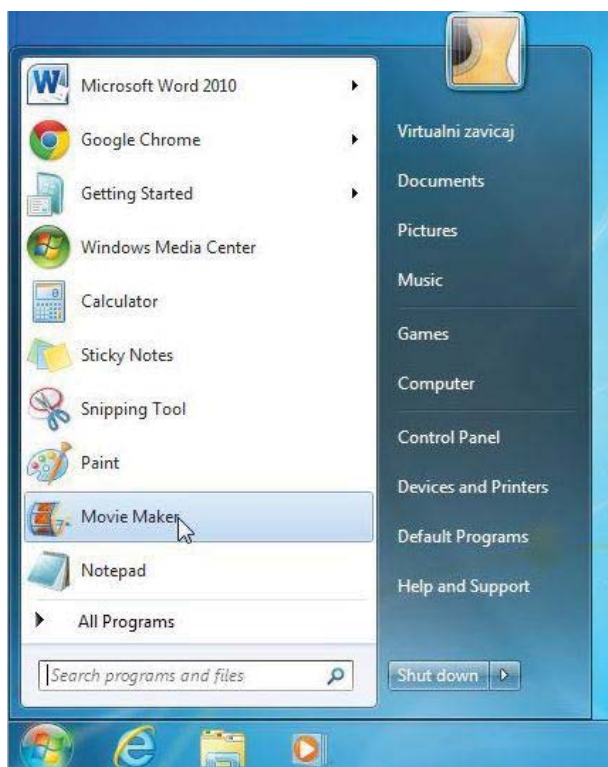 Microsoft Word 2010
Google Chrome
Getting Started
Windows Media Center
Calculator
Sticky Notes
Snipping Tool
Paint
Movie Maker
Notepad
All Programs
Search programs and files
Virtualni zavicaj
Documents
Pictures
Music
Games
Computer
Control Panel
Devices and Printers
Default Programs
Help and Support
Shut down